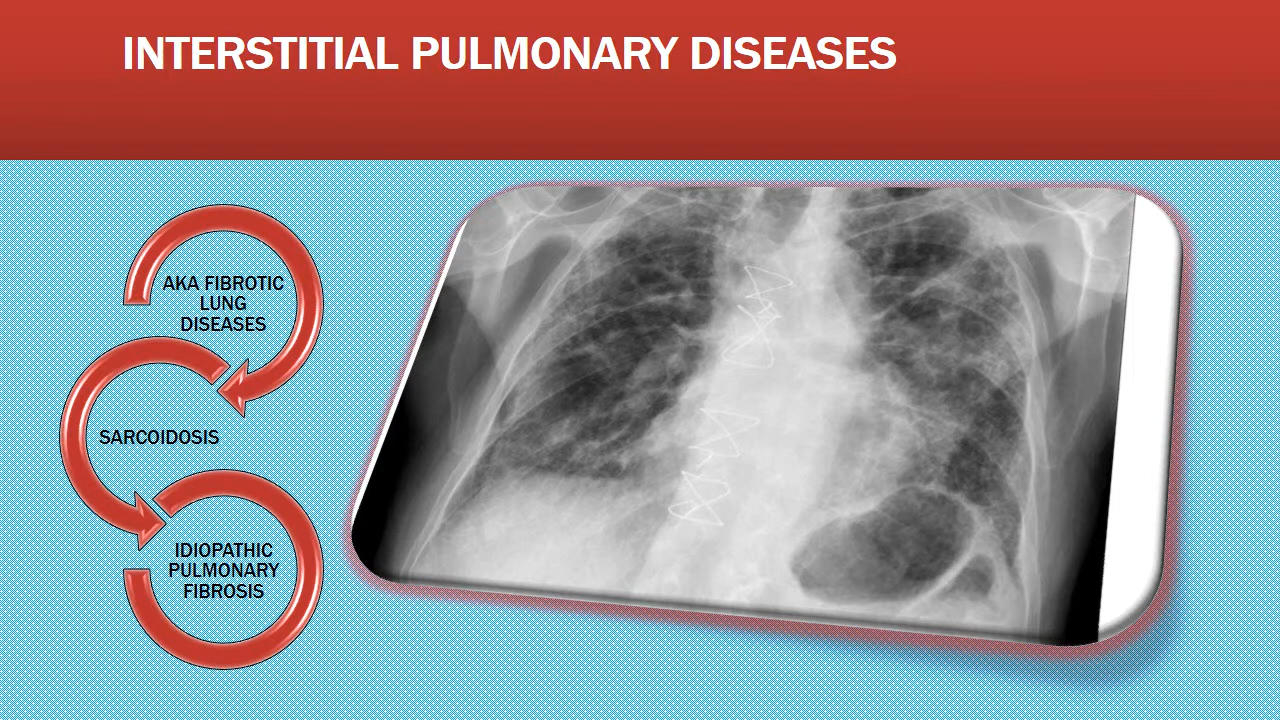 INTERSTITIAL PULMONARY DISEASES
AKA FIBROTIC
LUNG
DISEASES
SARCOIDOSIS
IDIOPATHIC
PULMONARY
FIBROSIS